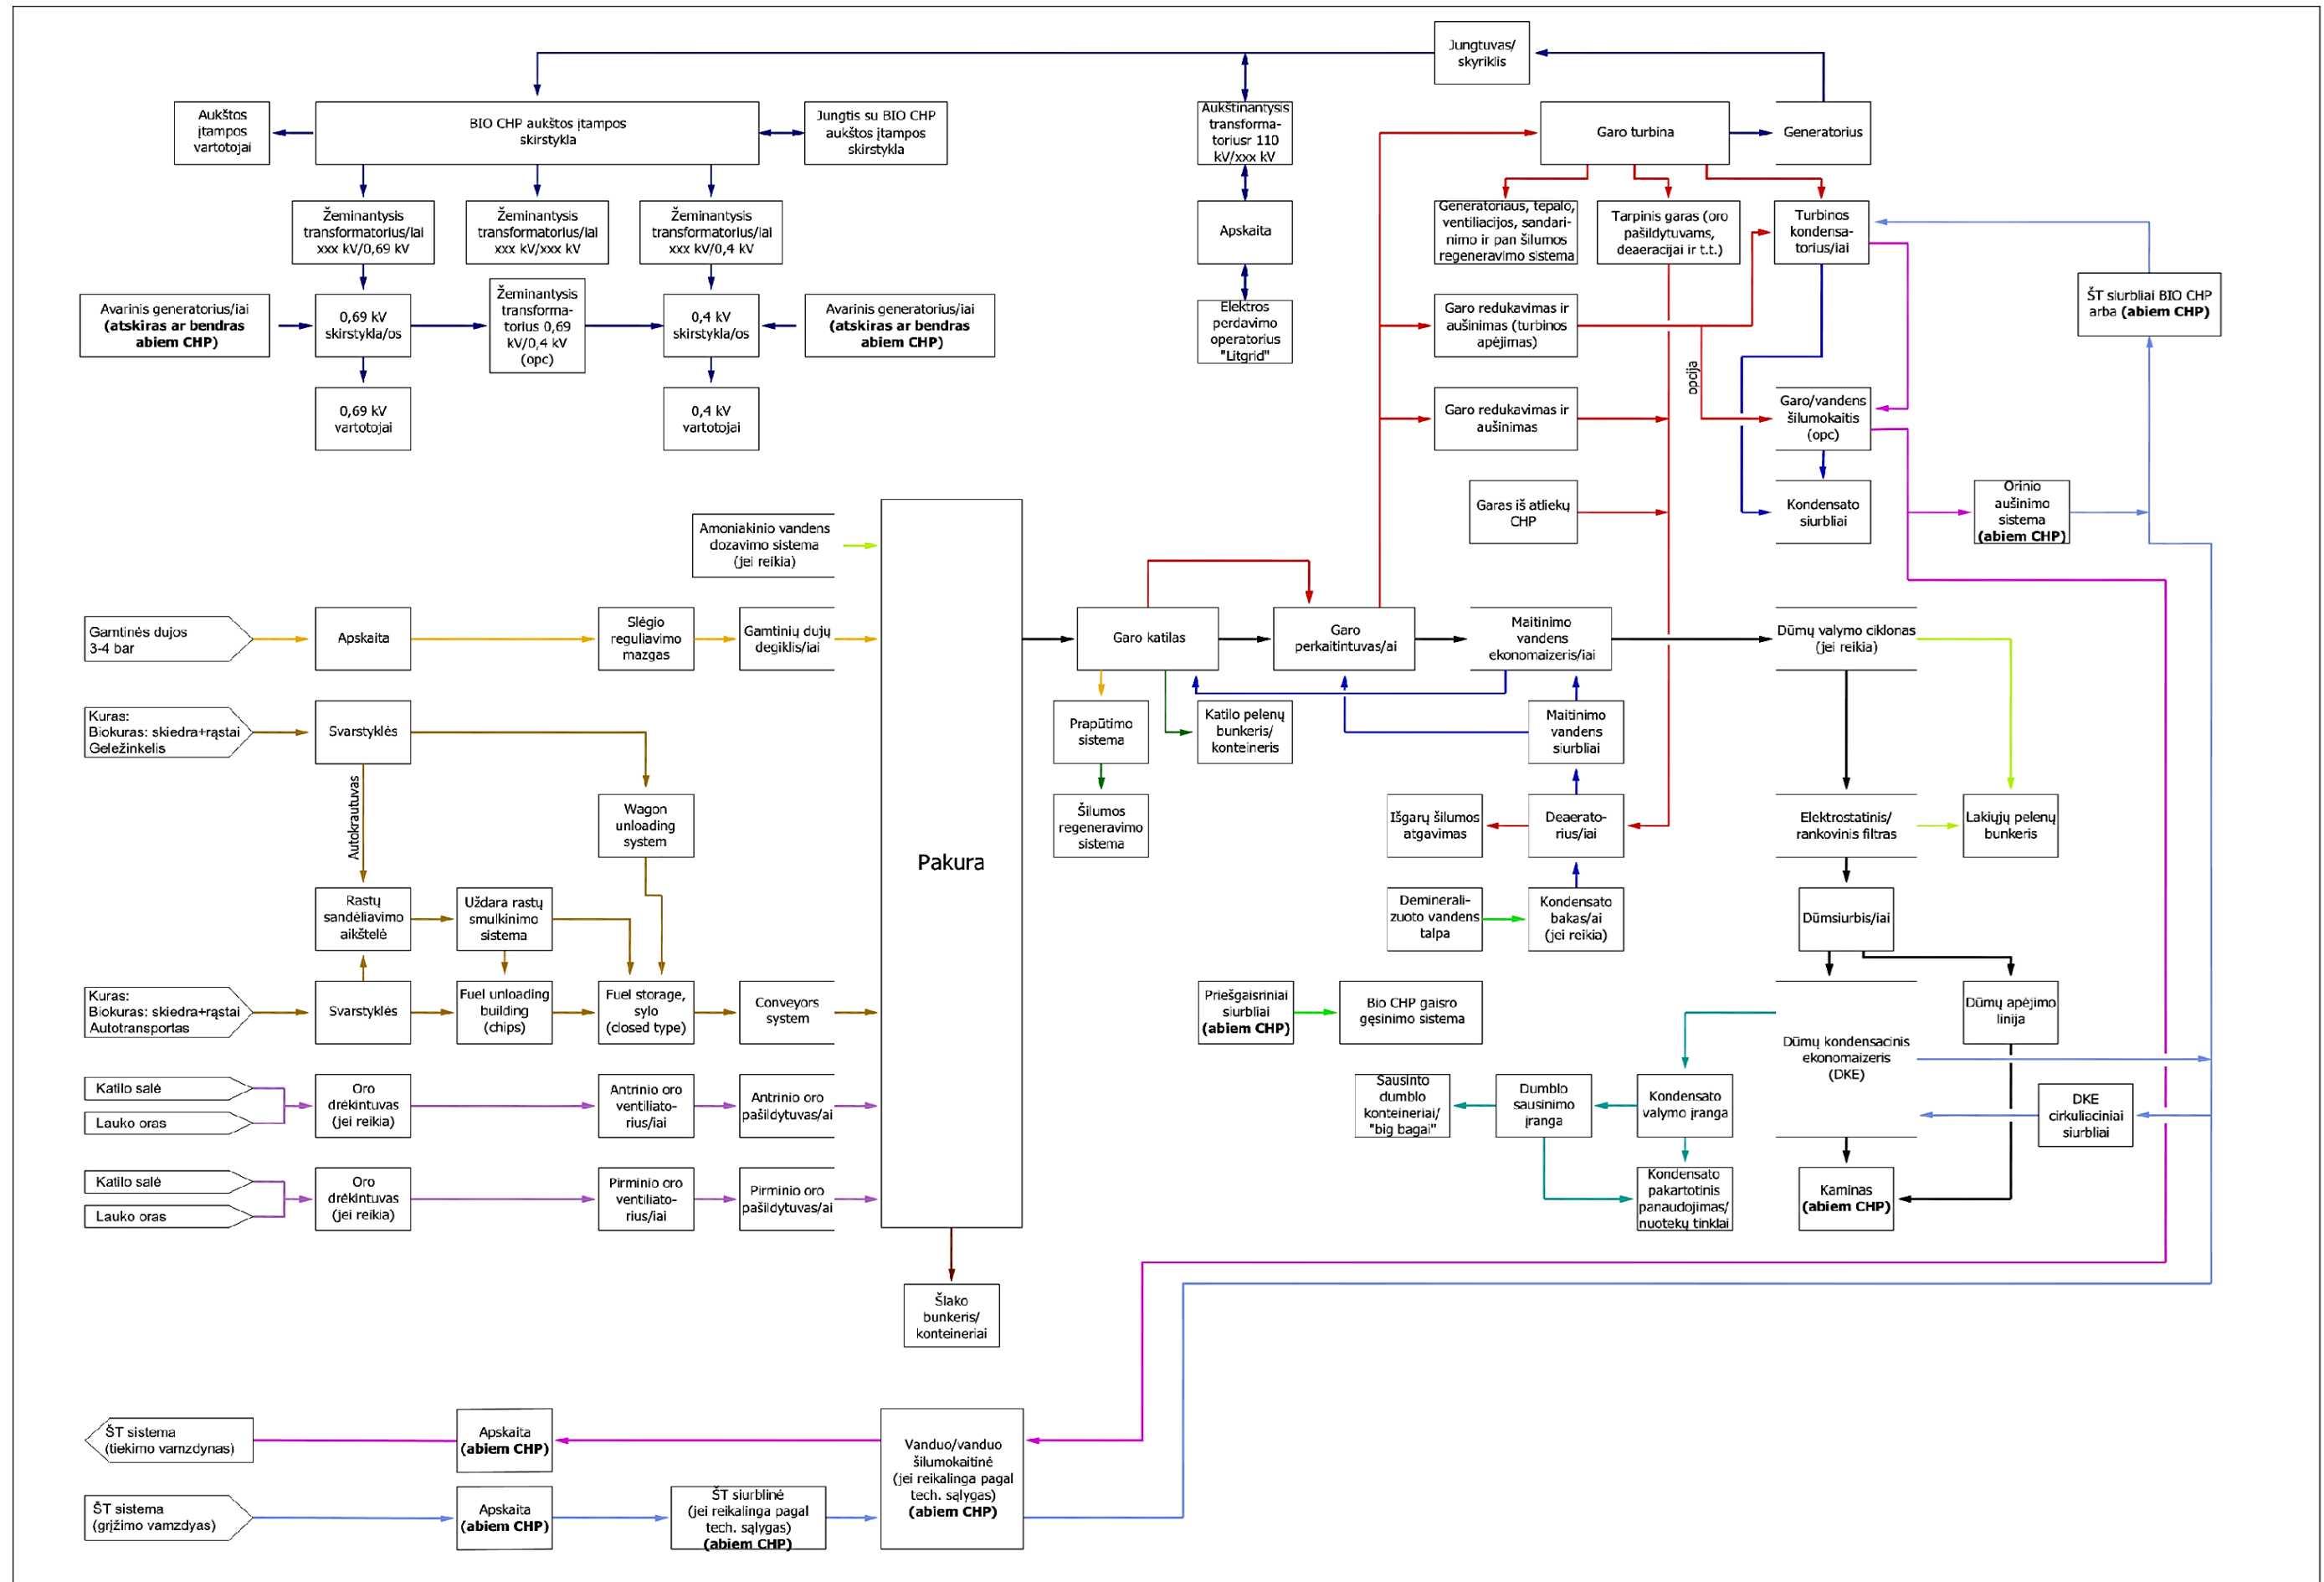 Jungtuvas/
skyriklis
Aukštos
įtampos
vartotojai
BIO CHP aukštos įtampos
skirstykla
Jungtis su BIO CHP
aukštos įtampos
skirstykla
Aukštinantysis
transforma-
toriusr 110
kV/xxx kV
Garo turbina
Generatorius
Žeminantysis
transformatorius/iai
xxx kV/0,69 kV
Žeminantysis
transformatorius/iai
xxx kV/xxx kV
Žeminantysis
transformatorius/iai
xxx kV/0,4 kV
Apskaita
Generatoriaus, tepalo,
ventiliacijos, sandari-
nimo ir pan šilumos
regeneravimo sistema
Tarpinis garas (oro
pašildytuvams,
deaeracijai ir t.t.)
Turbinos
kondensa-
torius/iai
ŠT siurbliai BIO CHP
arba (abiem CHP)
Avarinis generatorius/iai
(atskiras ar bendras
abiem CHP)
0,69 kV
skirstykla/os
Žeminantysis
transforma-
torius 0,69
kV/0,4 kV
(opc)
0,4 kV
skirstykla/os
Avarinis generatorius/iai
(atskiras ar bendras
abiem CHP)
Elektros
perdavimo
operatorius
"Litgrid"
Garo redukavimas ir
aušinimas (turbinos
apėjimas)
opcija
0,69 kV
vartotojai
0,4 kV
vartotojai
Garo redukavimas ir
aušinimas
Garo/vandens
šilumokaitis
(opc)
Garas iš atliekų
CHP
Kondensato
siurbliai
Orinio
aušinimo
sistema
(abiem CHP)
Amoniakinio vandens
dozavimo sistema
(jei reikia)
Gamtinės dujos
3-4 bar
Apskaita
Slėgio
reguliavimo
mazgas
Gamtinių dujų
degiklis/iai
Pakura
Garo katilas
Garo
perkaitintuvas/ai
Maitinimo
vandens
ekonomaizeris/iai
Dūmų valymo ciklonas
(jei reikia)
Kuras:
Biokuras: skiedra+rąstai
Geležinkelis
Svarstyklės
Autokrautuvas
Wagon
unloading
system
Prapūtimo
sistema
Katilo pelenų
bunkeris/
konteineris
Maitinimo
vandens
siurbliai
Šilumos
regeneravimo
sistema
Išgarų šilumos
atgavimas
Deaerato-
rius/iai
Elektrostatinis/
rankovinis filtras
Lakiųjų pelenų
bunkeris
Rastų
sandėliavimo
aikštelė
Uždara rastų
smulkinimo
sistema
Deminerali-
zuoto vandens
talpa
Kondensato
bakas/ai
(jei reikia)
Dūmsiurbis/iai
Kuras:
Biokuras: skiedra+rąstai
Autotransportas
Svarstyklės
Fuel unloading
building
(chips)
Fuel storage,
sylo
(closed type)
Conveyors
system
Priešgaisriniai
siurbliai
(abiem CHP)
Bio CHP gaisro
gęsinimo sistema
Dūmų kondensacinis
ekonomaizeris
(DKE)
Dūmų apėjimo
linija
Katilo salė
Lauko oras
Oro
drėkintuvas
(jei reikia)
Antrinio oro
ventiliato-
rius/iai
Antrinio oro
pašildytuvas/ai
Sausinto
dumblo
konteineriai/
"big bagai"
Dumblo
sausinimo
įranga
Kondensato
valymo įranga
DKE
cirkuliaciniai
siurbliai
Katilo salė
Lauko oras
Oro
drėkintuvas
(jei reikia)
Pirminio oro
ventiliato-
rius/iai
Pirminio oro
pašildytuvas/ai
Kondensato
pakartotinis
panaudojimas/
nuotekų tinklai
Kaminas
(abiem CHP)
Šlako
bunkeris/
konteineriai
ŠT sistema
(tiekimo vamzdynas)
Apskaita
(abiem CHP)
Vanduo/vanduo
šilumokaitinė
(jei reikalinga pagal
tech. sąlygas)
(abiem CHP)
ŠT sistema
(grįžimo vamzdyas)
Apskaita
(abiem CHP)
ŠT siurblinė
(jei reikalinga pagal
tech. sąlygas)
(abiem CHP)